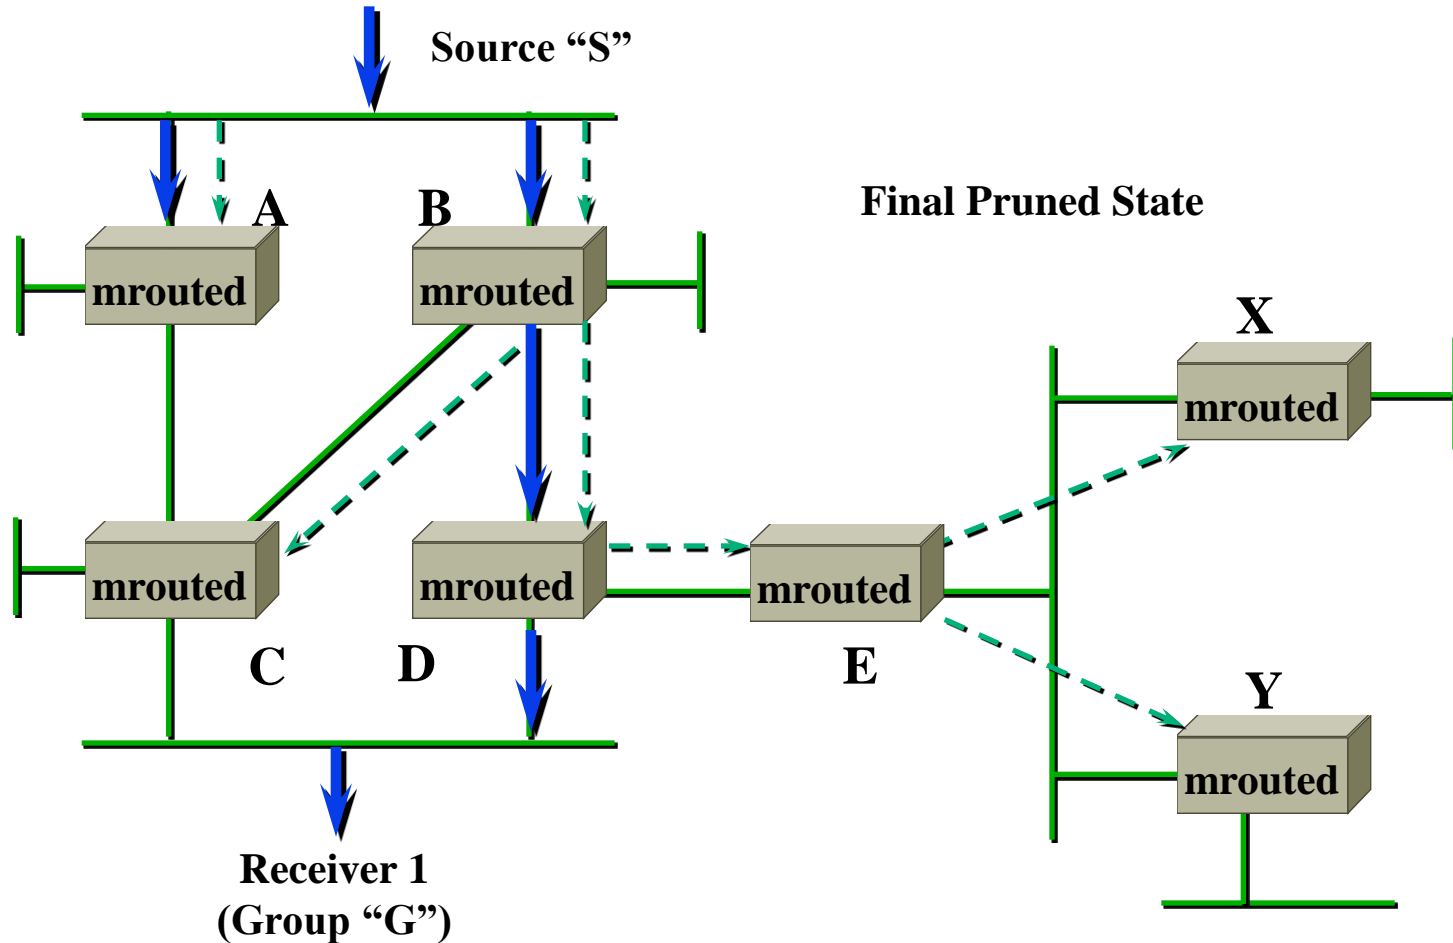 Source “S”
A
B
Final Pruned State
mrouted
mrouted
X
mrouted
mrouted
mrouted
mrouted
C
D
E
Y
mrouted
Receiver 1
(Group “G”)